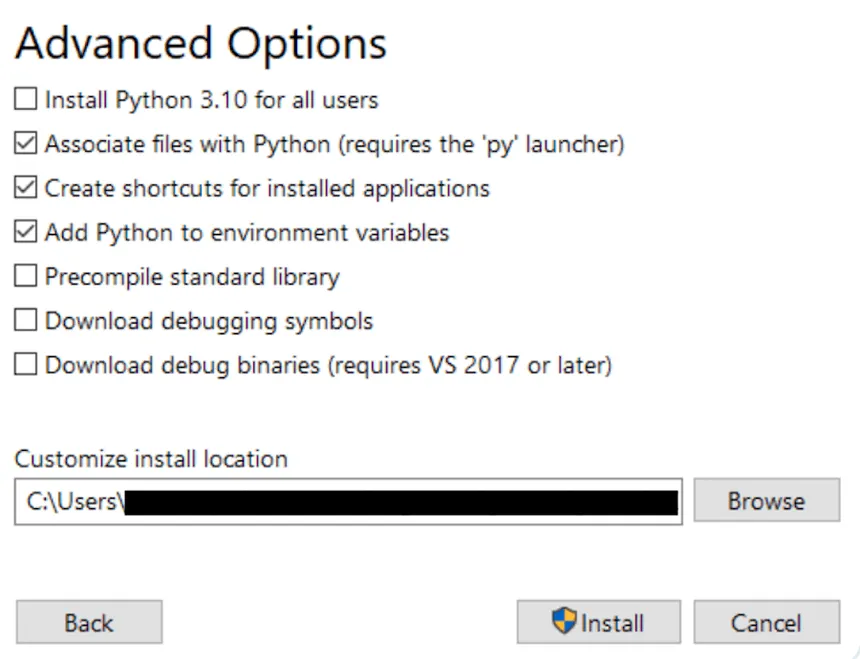 Advanced Options
Install Python 3.10 for all users
Associate files with Python (requires the 'py' launcher)
Create shortcuts for installed applications
Add Python to environment variables
Precompile standard library
Download debugging symbols
Download debug binaries (requires VS 2017 or later)
Customize install location
C:\Users\
Browse
Back
Install
Cancel